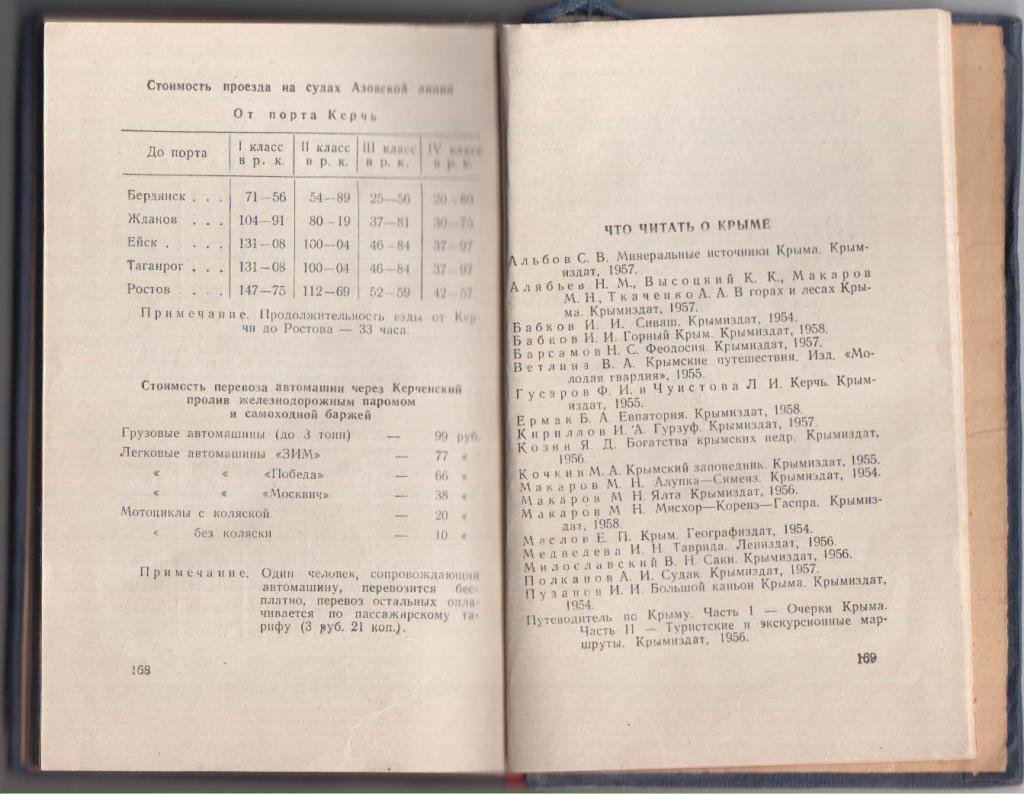 Стоимость проезда на судах Азовской линии
От порта Керчь
До порта | I класс в р. к. | II класс в р. к. | III класс в р. к. | IV класс в р. к.
Бердянск . . . 71—56 54—89 25—56 20—80
Жданов . . . 104—91 80—19 37—81 30—75
Ейск . . . . . 131—08 100—04 46—84 37—97
Таганрог . . . 131—08 100—04 46—84 37—97
Ростов . . . . 147—75 112—69 52—59 42—57
Примечание. Продолжительность езды от Кер-
чи до Ростова — 33 часа.
Стоимость перевоза автомашин через Керченский
пролив железнодорожным паромом
и самоходной баржей
Грузовые автомашины (до 3 тонн) — 99 руб.
Легковые автомашины «ЗИМ» — 77 «
« « «Победа» — 66 «
« « «Москвич» — 38 «
Мотоциклы с коляской — 20 «
« без коляски — 10 «
Примечание. Один человек, сопровождающий
автомашину, перевозится бес-
платно, перевоз остальных опла-
чивается по пассажирскому та-
рифу (3 руб. 21 коп.).
168
ЧТО ЧИТАТЬ О КРЫМЕ
Альбов С. В. Минеральные источники Крыма. Крым-
издат, 1957.
Алябьев Н. М., Высоцкий К. К., Макаров
М. Н, Ткаченко А. А. В горах и лесах Кры-
ма. Крымиздат, 1957.
Бабков И. И. Сиваш. Крымиздат, 1954.
Бабков И. И. Горный Крым. Крымиздат, 1958.
Барсамов Н. С. Феодосия. Крымиздат, 1957.
Ветлина В. А. Крымские путешествия. Изд. «Мо-
лодая гвардия», 1955.
Гусаров Ф. И. и Чуистова Л И. Керчь. Крым-
издат, 1955.
Ермак Б. А. Евпатория. Крымиздат, 1958.
Кириллов И. А. Гурзуф. Крымиздат, 1957
Козин Я Д. Богатства крымских недр. Крымиздат,
1956.
Кочкин М. А. Крымский заповедник. Крымиздат, 1955.
Макаров М. Н. Алупка—Симеиз. Крымиздат, 1954.
Макаров М Н. Ялта Крымиздат, 1956.
Макаров М Н. Мисхор—Кореиз—Гаспра. Крымиз-
дат, 1958.
Маслов Е. П. Крым. Географиздат, 1954.
Медведева И. Н. Таврида. Лениздат, 1956.
Милославский В. Н. Саки. Крымиздат, 1956.
Полканов А. И. Судак. Крымиздат, 1957.
Пузанов И. И. Большой каньон Крыма. Крымиздат,
1954.
Путеводитель по Крыму. Часть I — Очерки Крыма.
Часть II — Туристские и экскурсионные мар-
шруты. Крымиздат, 1956.
169